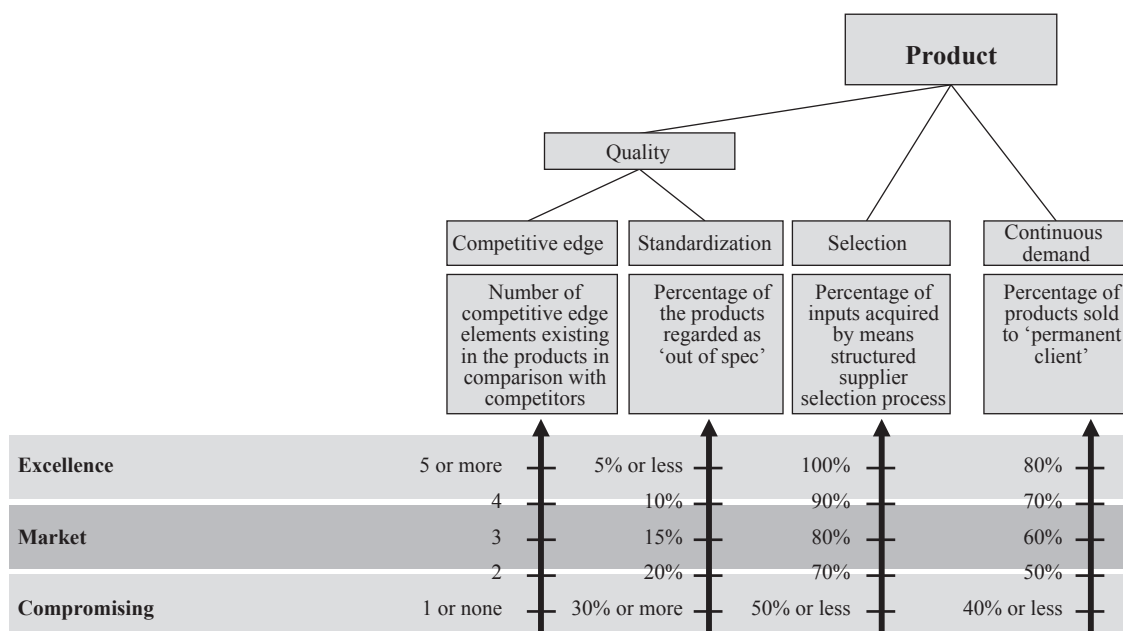 Product
Quality
Competitive edge
Standardization
Selection
Continuous
demand
Number of
competitive edge
elements existing
in the products in
comparison with
competitors
Percentage of
the products
regarded as
‘out of spec’
Percentage of
inputs acquired
by means
structured
supplier
selection process
Percentage of
products sold
to ‘permanent
client’
Excellence 5 or more 5% or less 100% 80%
4 10% 90% 70%
Market 3 15% 80% 60%
2 20% 70% 50%
Compromising 1 or none 30% or more 50% or less 40% or less